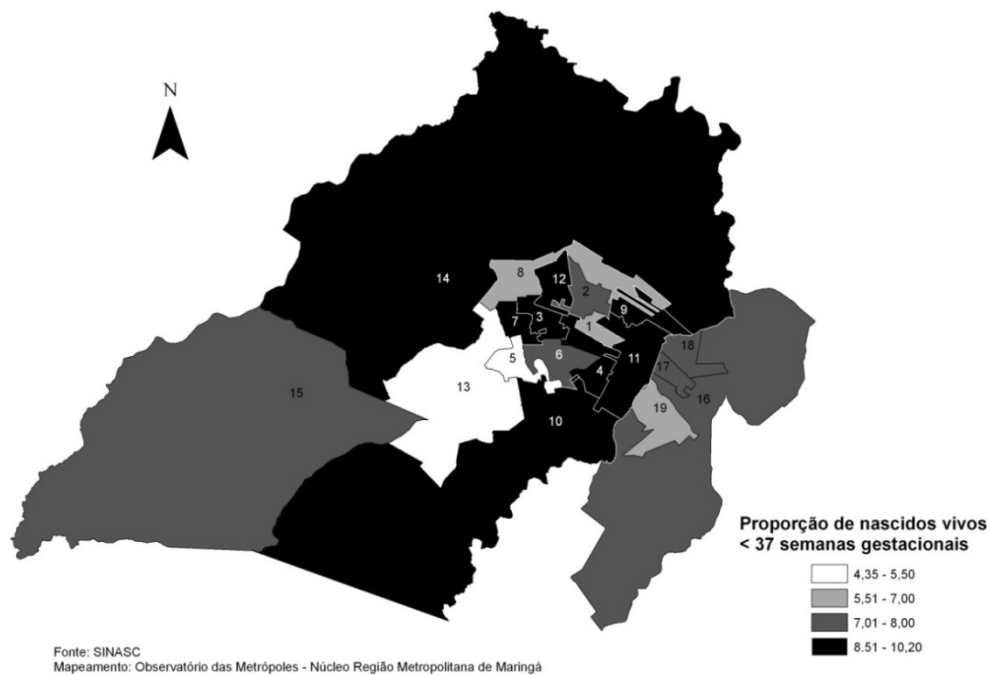 N
14
8
12
2
9
7
3
1
5
6
4
11
13
15
10
18
17
16
19
Proporção de nascidos vivos
< 37 semanas gestacionais
4,35 - 5,50
5,51 - 7,00
7,01 - 8,00
8.51 - 10,20
Fonte: SINASC
Mapeamento: Observatório das Metrópoles - Núcleo Região Metropolitana de Maringá